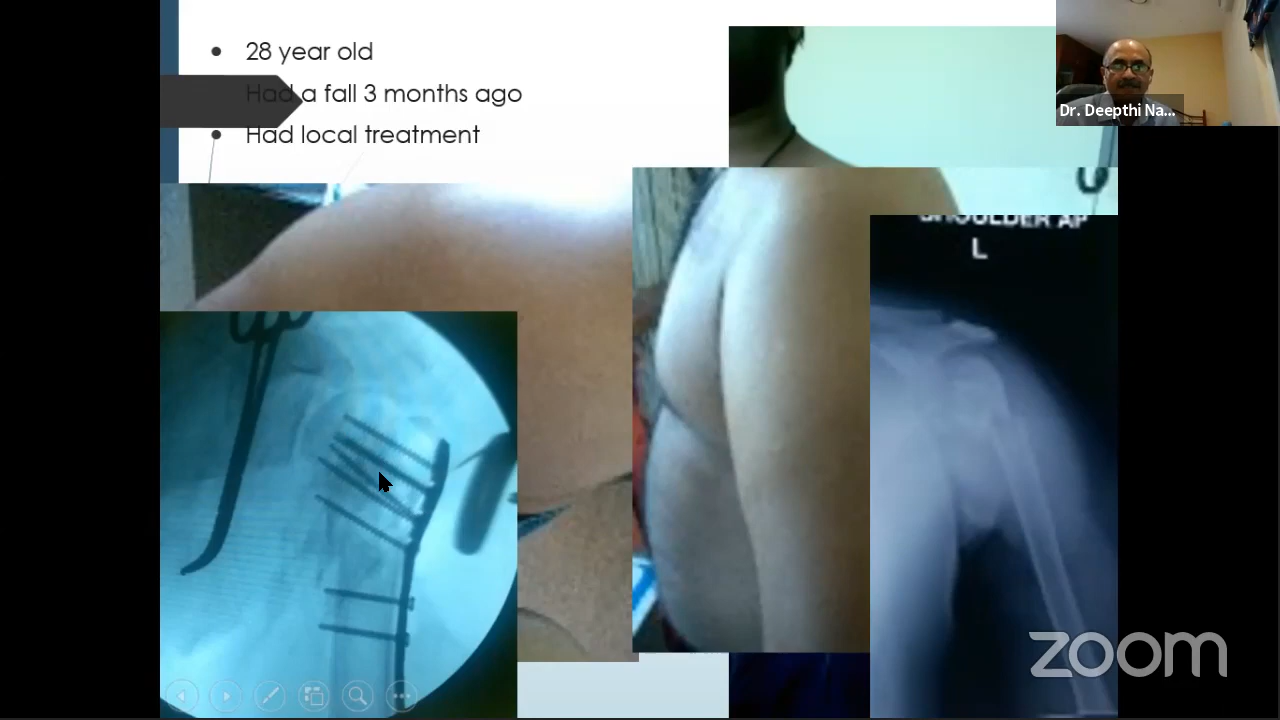 28 year old
Had a fall 3 months ago
Had local treatment
Dr. Deepthi Na...
SHOULDER AP
L
zoom